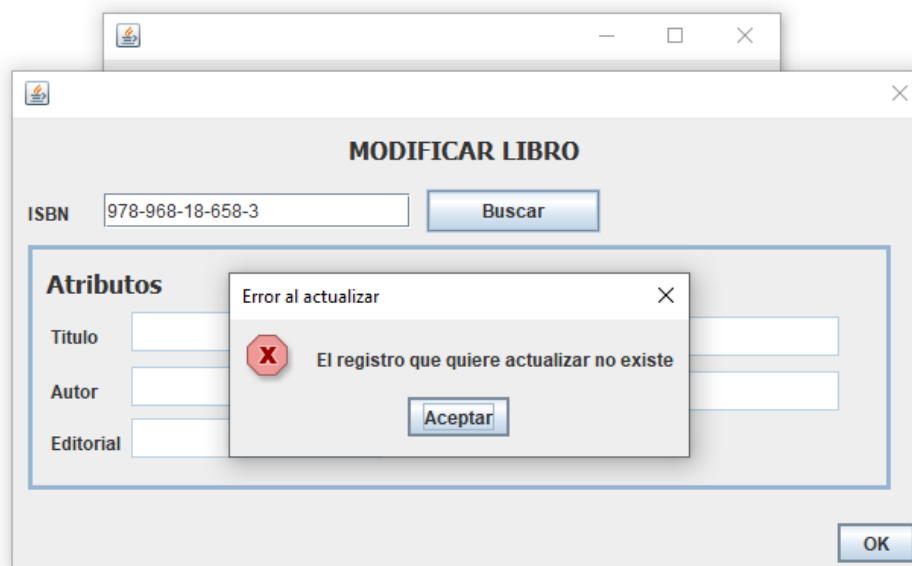 MODIFICAR LIBRO
ISBN 978-968-18-658-3 Buscar
Atributos
Titulo
Autor
Editorial
Error al actualizar
El registro que quiere actualizar no existe
Aceptar
OK